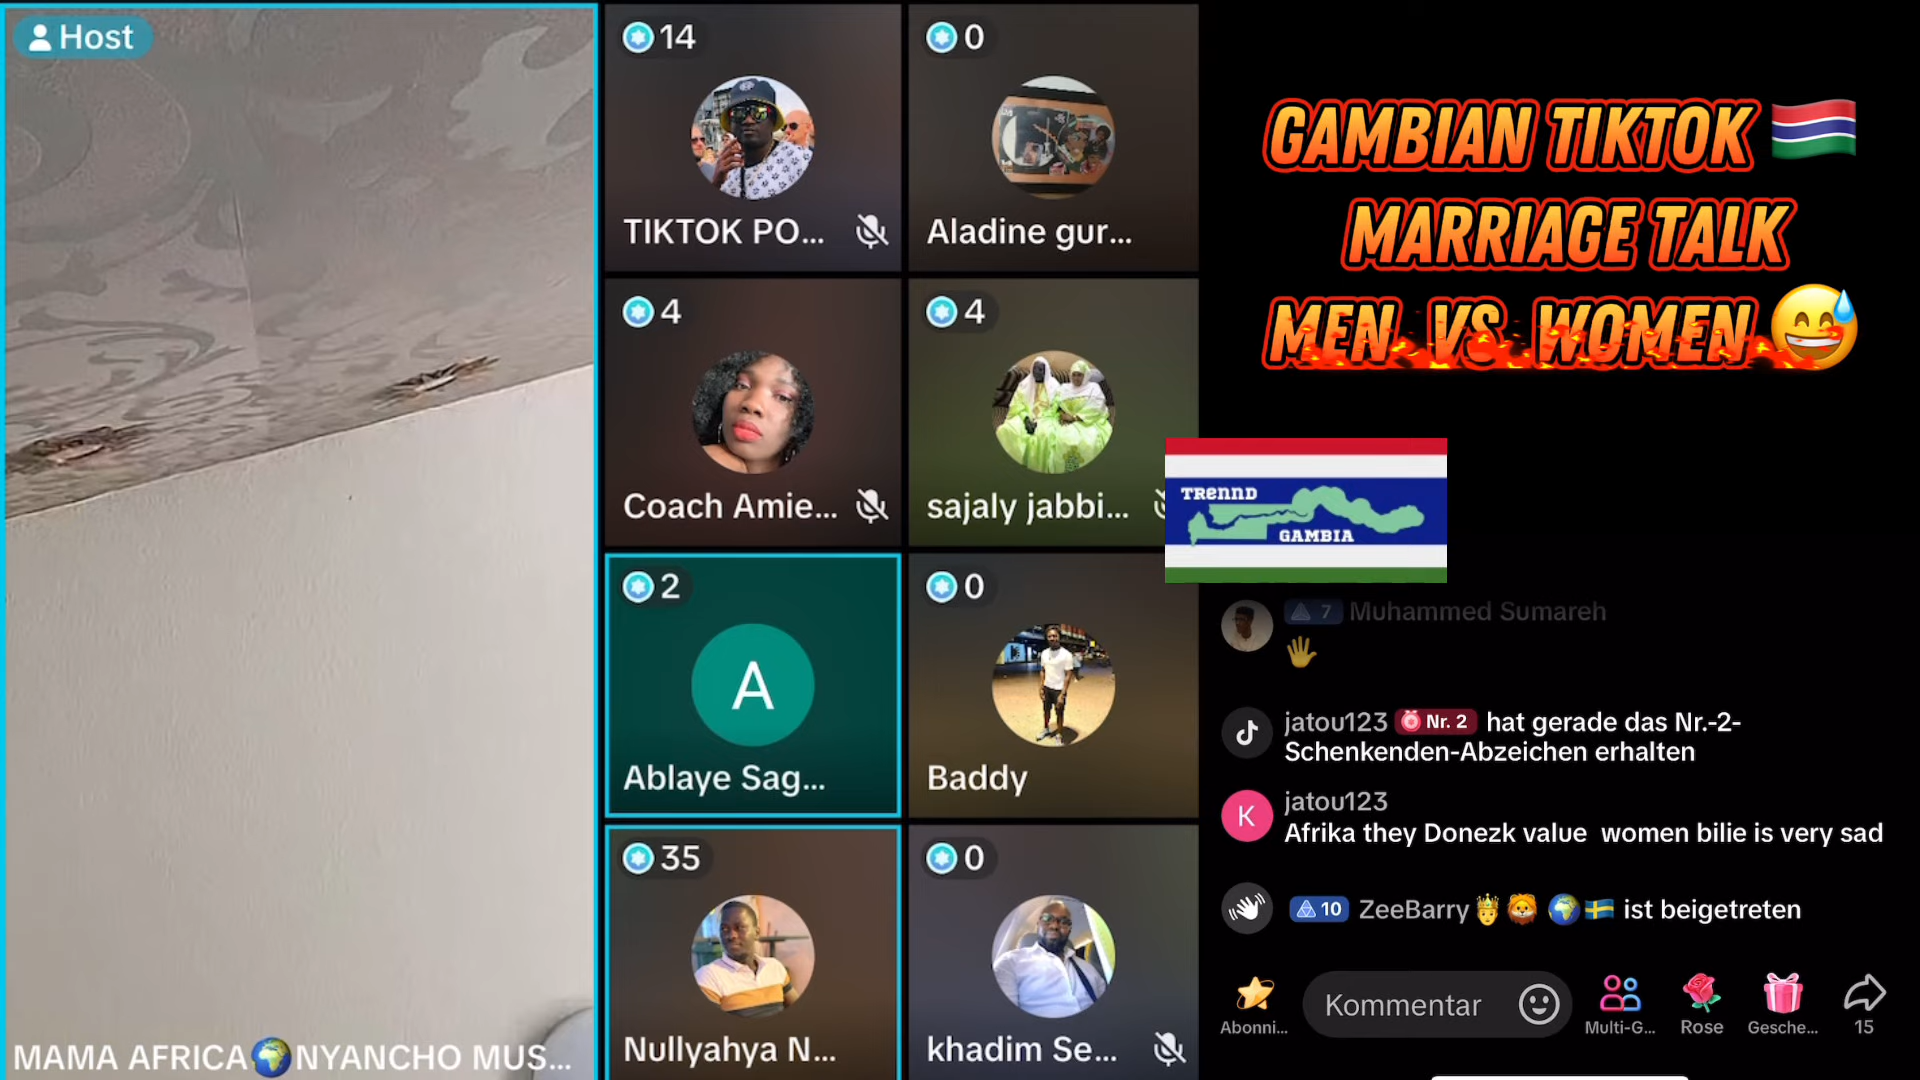 Host
MAMA AFRICA🌍NYANCHO MUS...
14
TIKTOK PO...
0
Aladine gur...
4
Coach Amie...
4
sajaly jabbi...
2
A
Ablaye Sag...
0
Baddy
35
Nullyahya N...
0
khadim Se...
GAMBIAN TIKTOK 🇬🇲
MARRIAGE TALK
MEN VS WOMEN 😅
TRENND
GAMBIA
7 Muhammed Sumareh
🖐
jatou123 Nr. 2 hat gerade das Nr.-2-
Schenkenden-Abzeichen erhalten
K
jatou123
Afrika they Donezk value women bilie is very sad
10 ZeeBarry🤴🦁🌍🇸🇪 ist beigetreten
Abonni...
Kommentar
Multi-G...
Rose
Gesche...
15